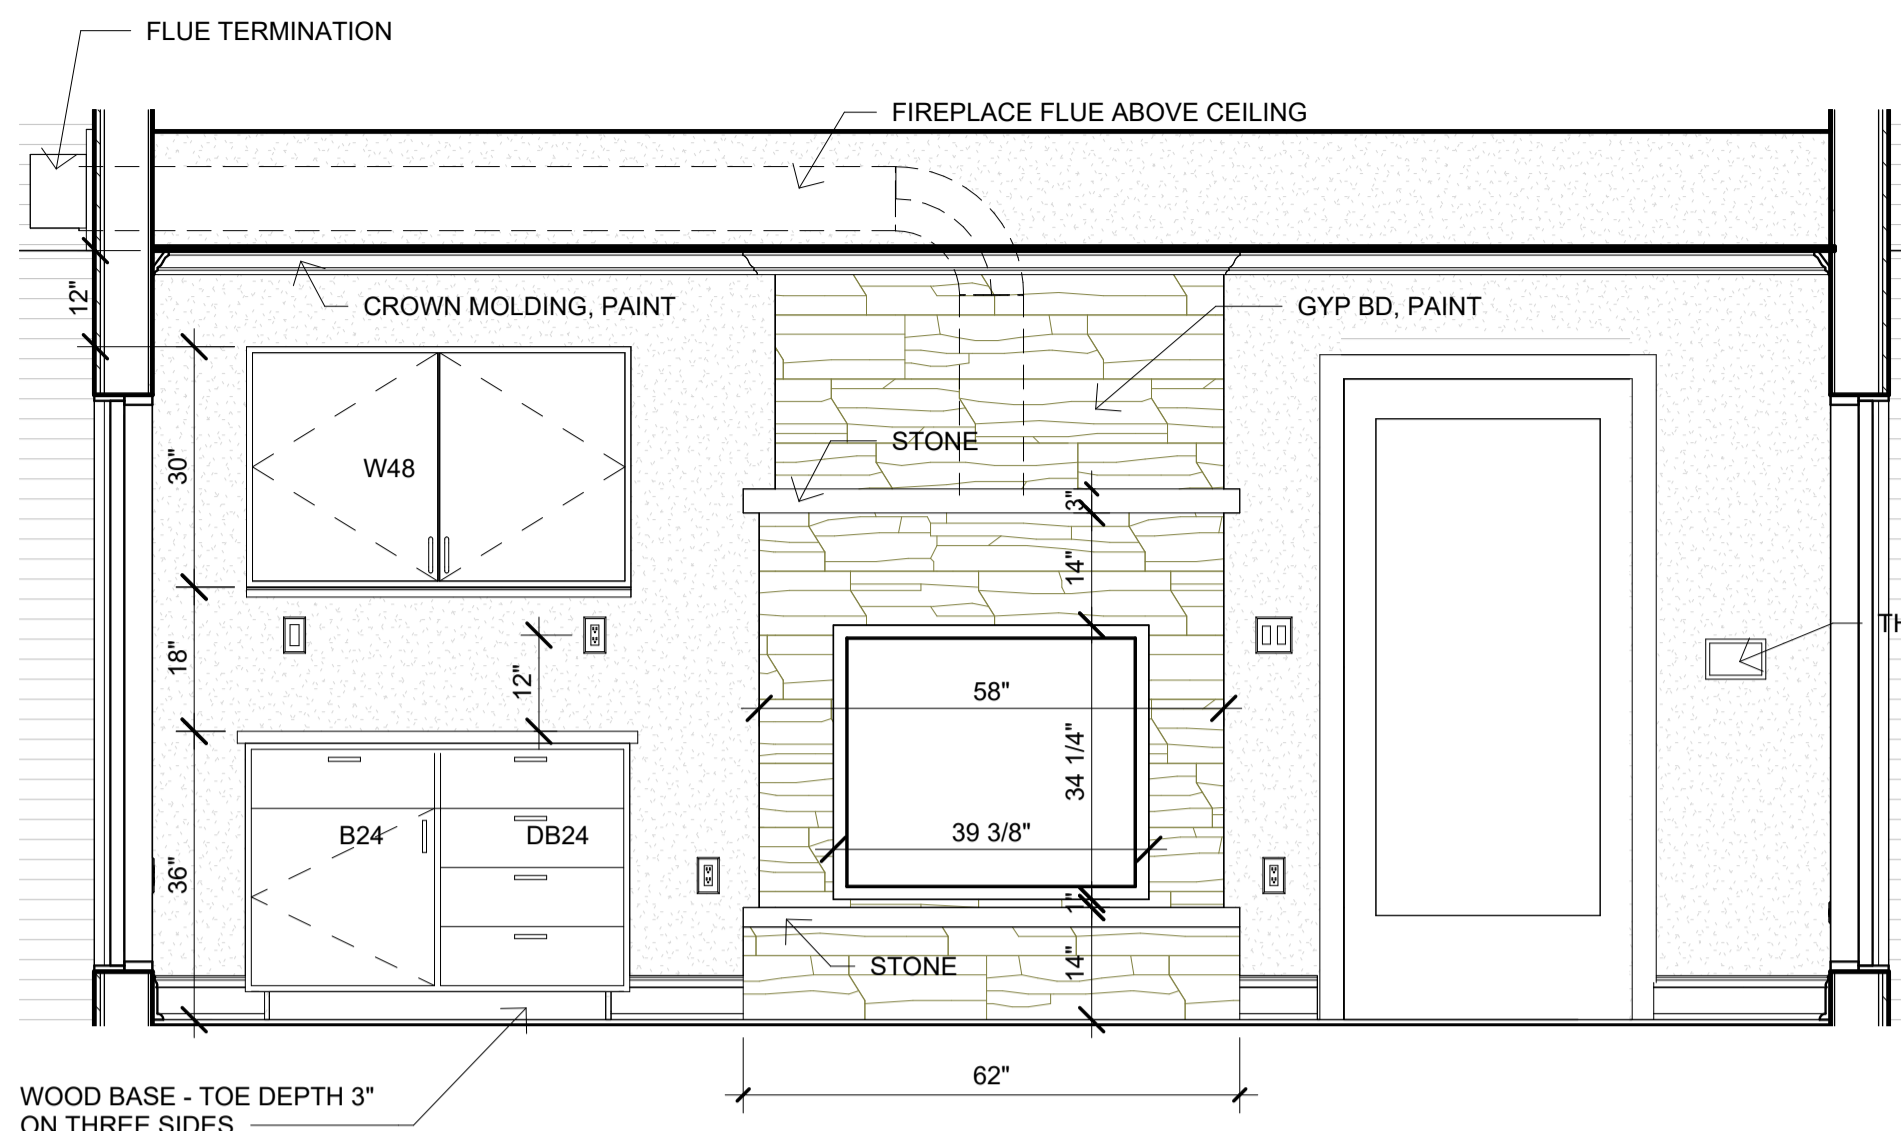 FLUE TERMINATION
FIREPLACE FLUE ABOVE CEILING
12"
CROWN MOLDING, PAINT
GYP BD, PAINT
30"
W48
STONE
3"
14"
18"
12"
TH
58"
34 1/4"
39 3/8"
B24
DB24
36"
1"
14"
STONE
62"
WOOD BASE - TOE DEPTH 3"
ON THREE SIDES